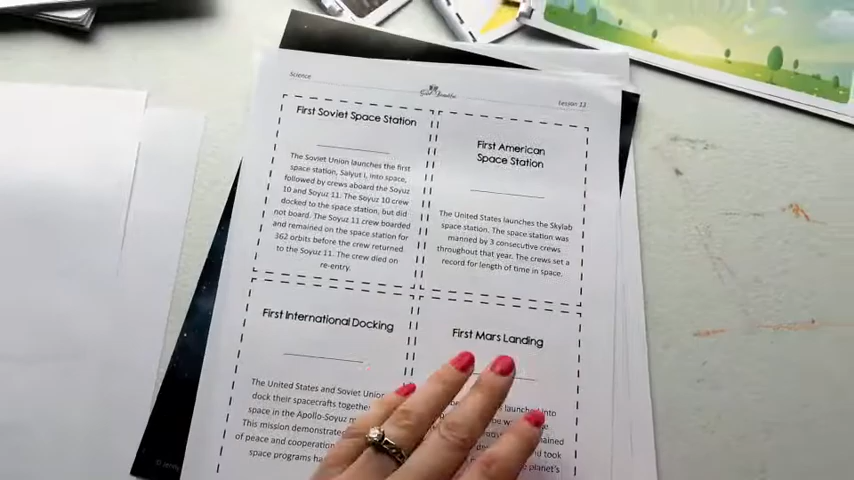 Science
Lesson 12
First Soviet Space Station
The Soviet Union launches the first
space station, Salyut 1, into space,
followed by crews aboard the Soyuz
10 and Soyuz 11. The Soyuz 10 crew
docked to the space station, but did
not board. The Soyuz 11 crew boarded
and remained on the space station for
362 orbits before the crew returned
to the Soyuz 11. The crew died on
re-entry.
First American
Space Station
The United States launches the Skylab
space station. The space station was
manned by 3 consecutive crews
throughout that year. The crews set a
record for length of time in space.
First International Docking
The United States and Soviet Union
dock their spacecrafts together
space in the Apollo-Soyuz
This mission demonstrated
of peace and cooperation
space programs
First Mars Landing
launched into
planet's